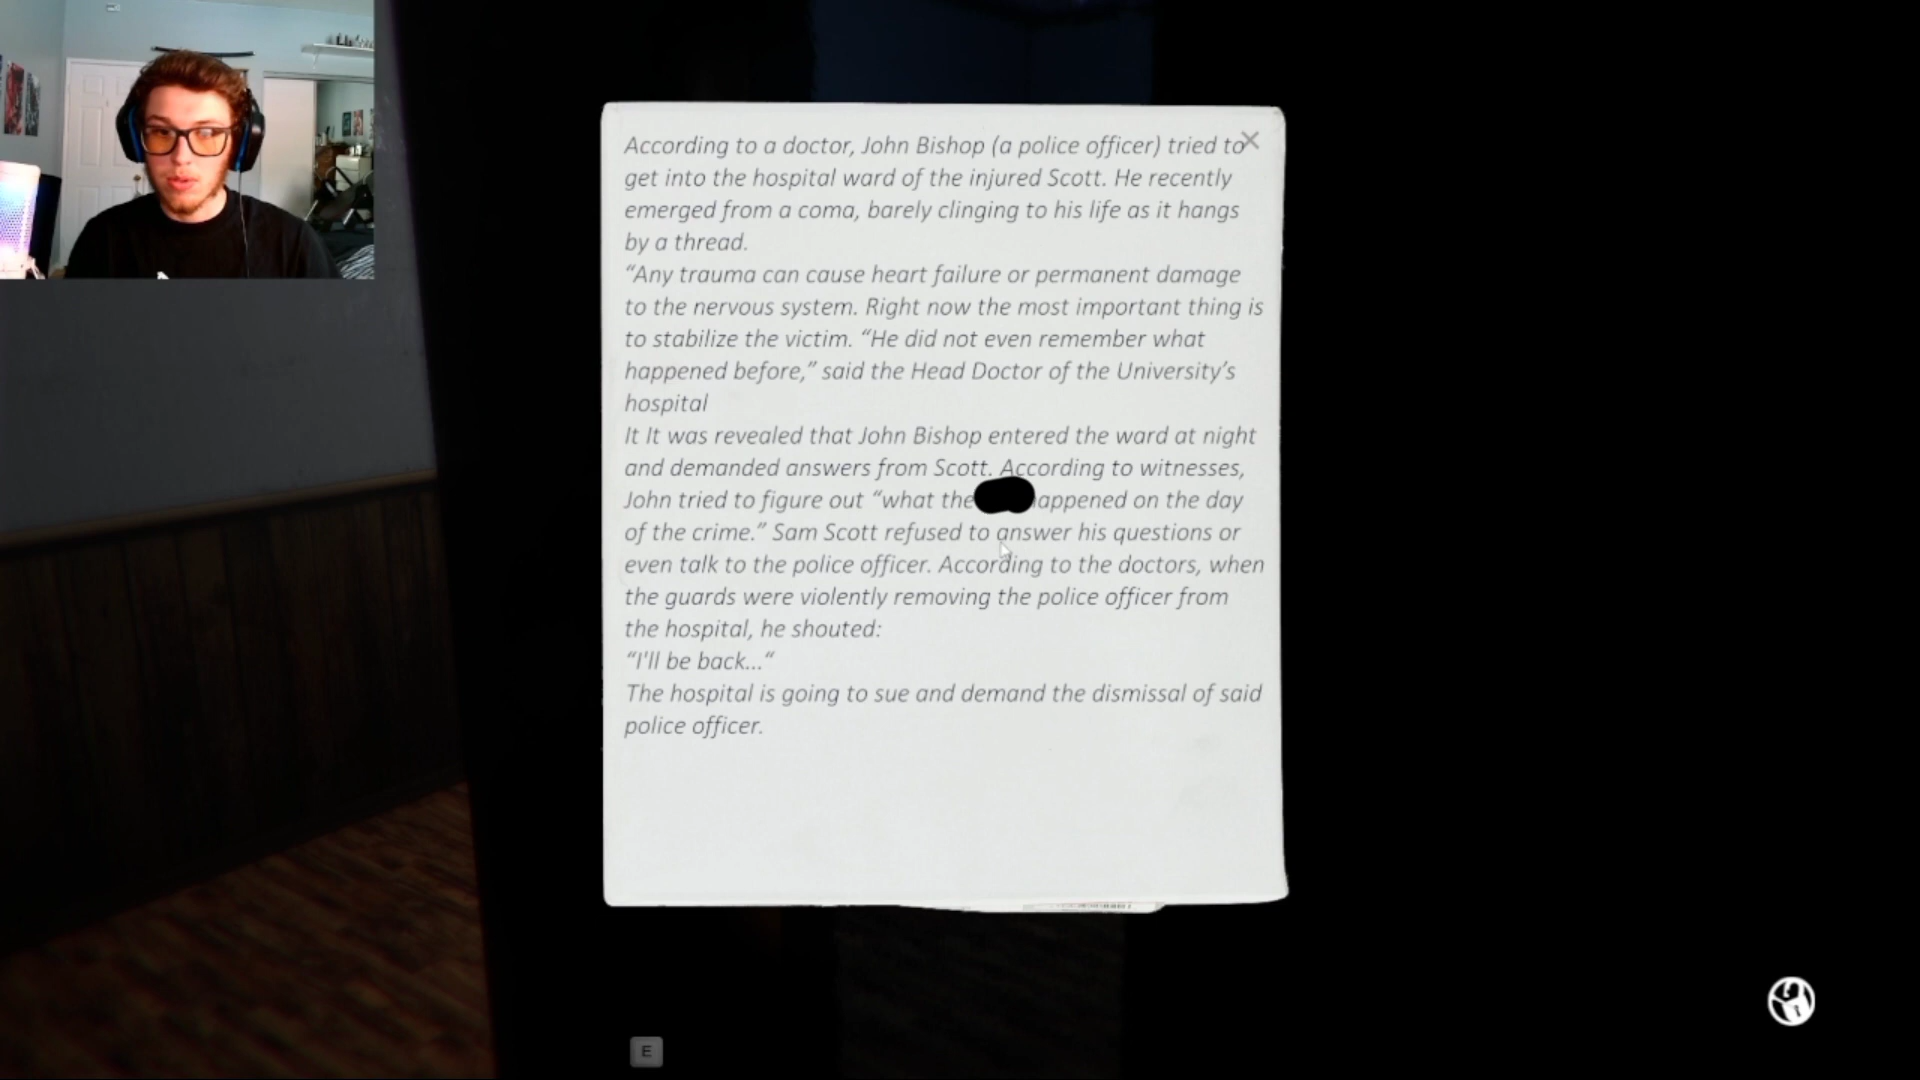 According to a doctor, John Bishop (a police officer) tried to
get into the hospital ward of the injured Scott. He recently
emerged from a coma, barely clinging to his life as it hangs
by a thread.
“Any trauma can cause heart failure or permanent damage
to the nervous system. Right now the most important thing is
to stabilize the victim. “He did not even remember what
happened before,” said the Head Doctor of the University’s
hospital
It It was revealed that John Bishop entered the ward at night
and demanded answers from Scott. According to witnesses,
John tried to figure out “what the appened on the day
of the crime.” Sam Scott refused to answer his questions or
even talk to the police officer. According to the doctors, when
the guards were violently removing the police officer from
the hospital, he shouted:
“I'll be back...“
The hospital is going to sue and demand the dismissal of said
police officer.
E